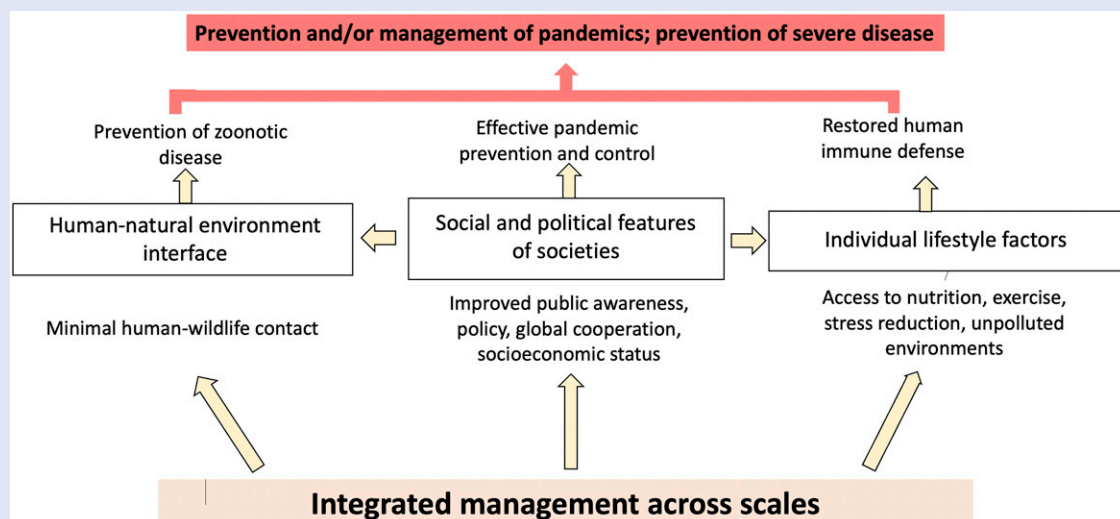 Prevention and/or management of pandemics; prevention of severe disease
Prevention of zoonotic
disease
Effective pandemic
prevention and control
Restored human
immune defense
Human-natural environment
interface
Social and political features
of societies
Individual lifestyle factors
Minimal human-wildlife contact
Improved public awareness,
policy, global cooperation,
socioeconomic status
Access to nutrition, exercise,
stress reduction, unpolluted
environments
Integrated management across scales